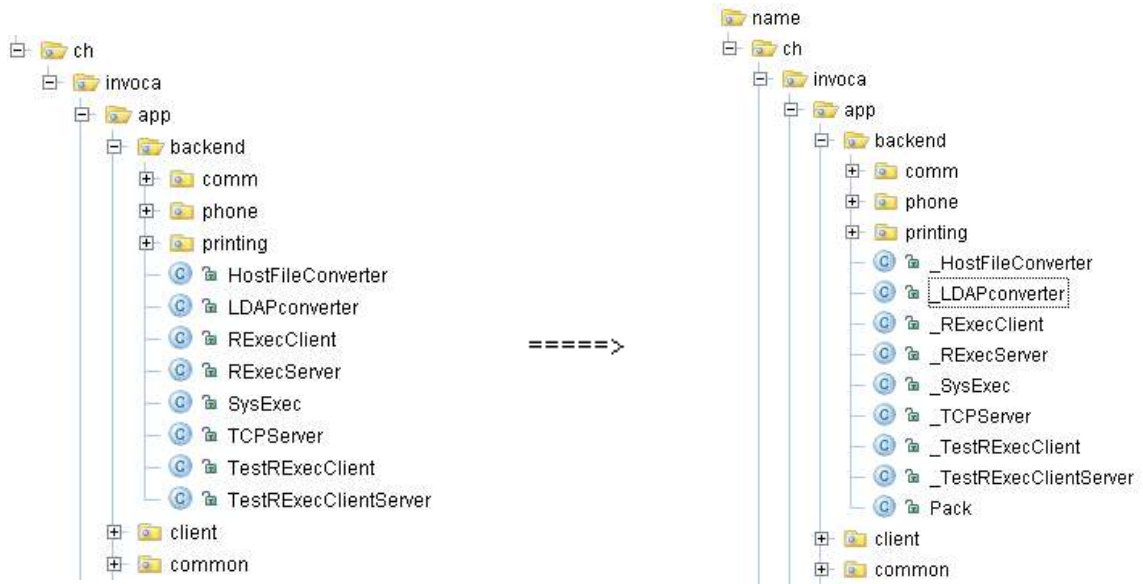 ch
invoca
app
backend
comm
phone
printing
HostFileConverter
LDAPconverter
RExecClient
RExecServer
SysExec
TCPServer
TestRExecClient
TestRExecClientServer
client
common
=====>
name
ch
invoca
app
backend
comm
phone
printing
_HostFileConverter
_LDAPconverter
_RExecClient
_RExecServer
_SysExec
_TCPServer
_TestRExecClient
_TestRExecClientServer
Pack
client
common